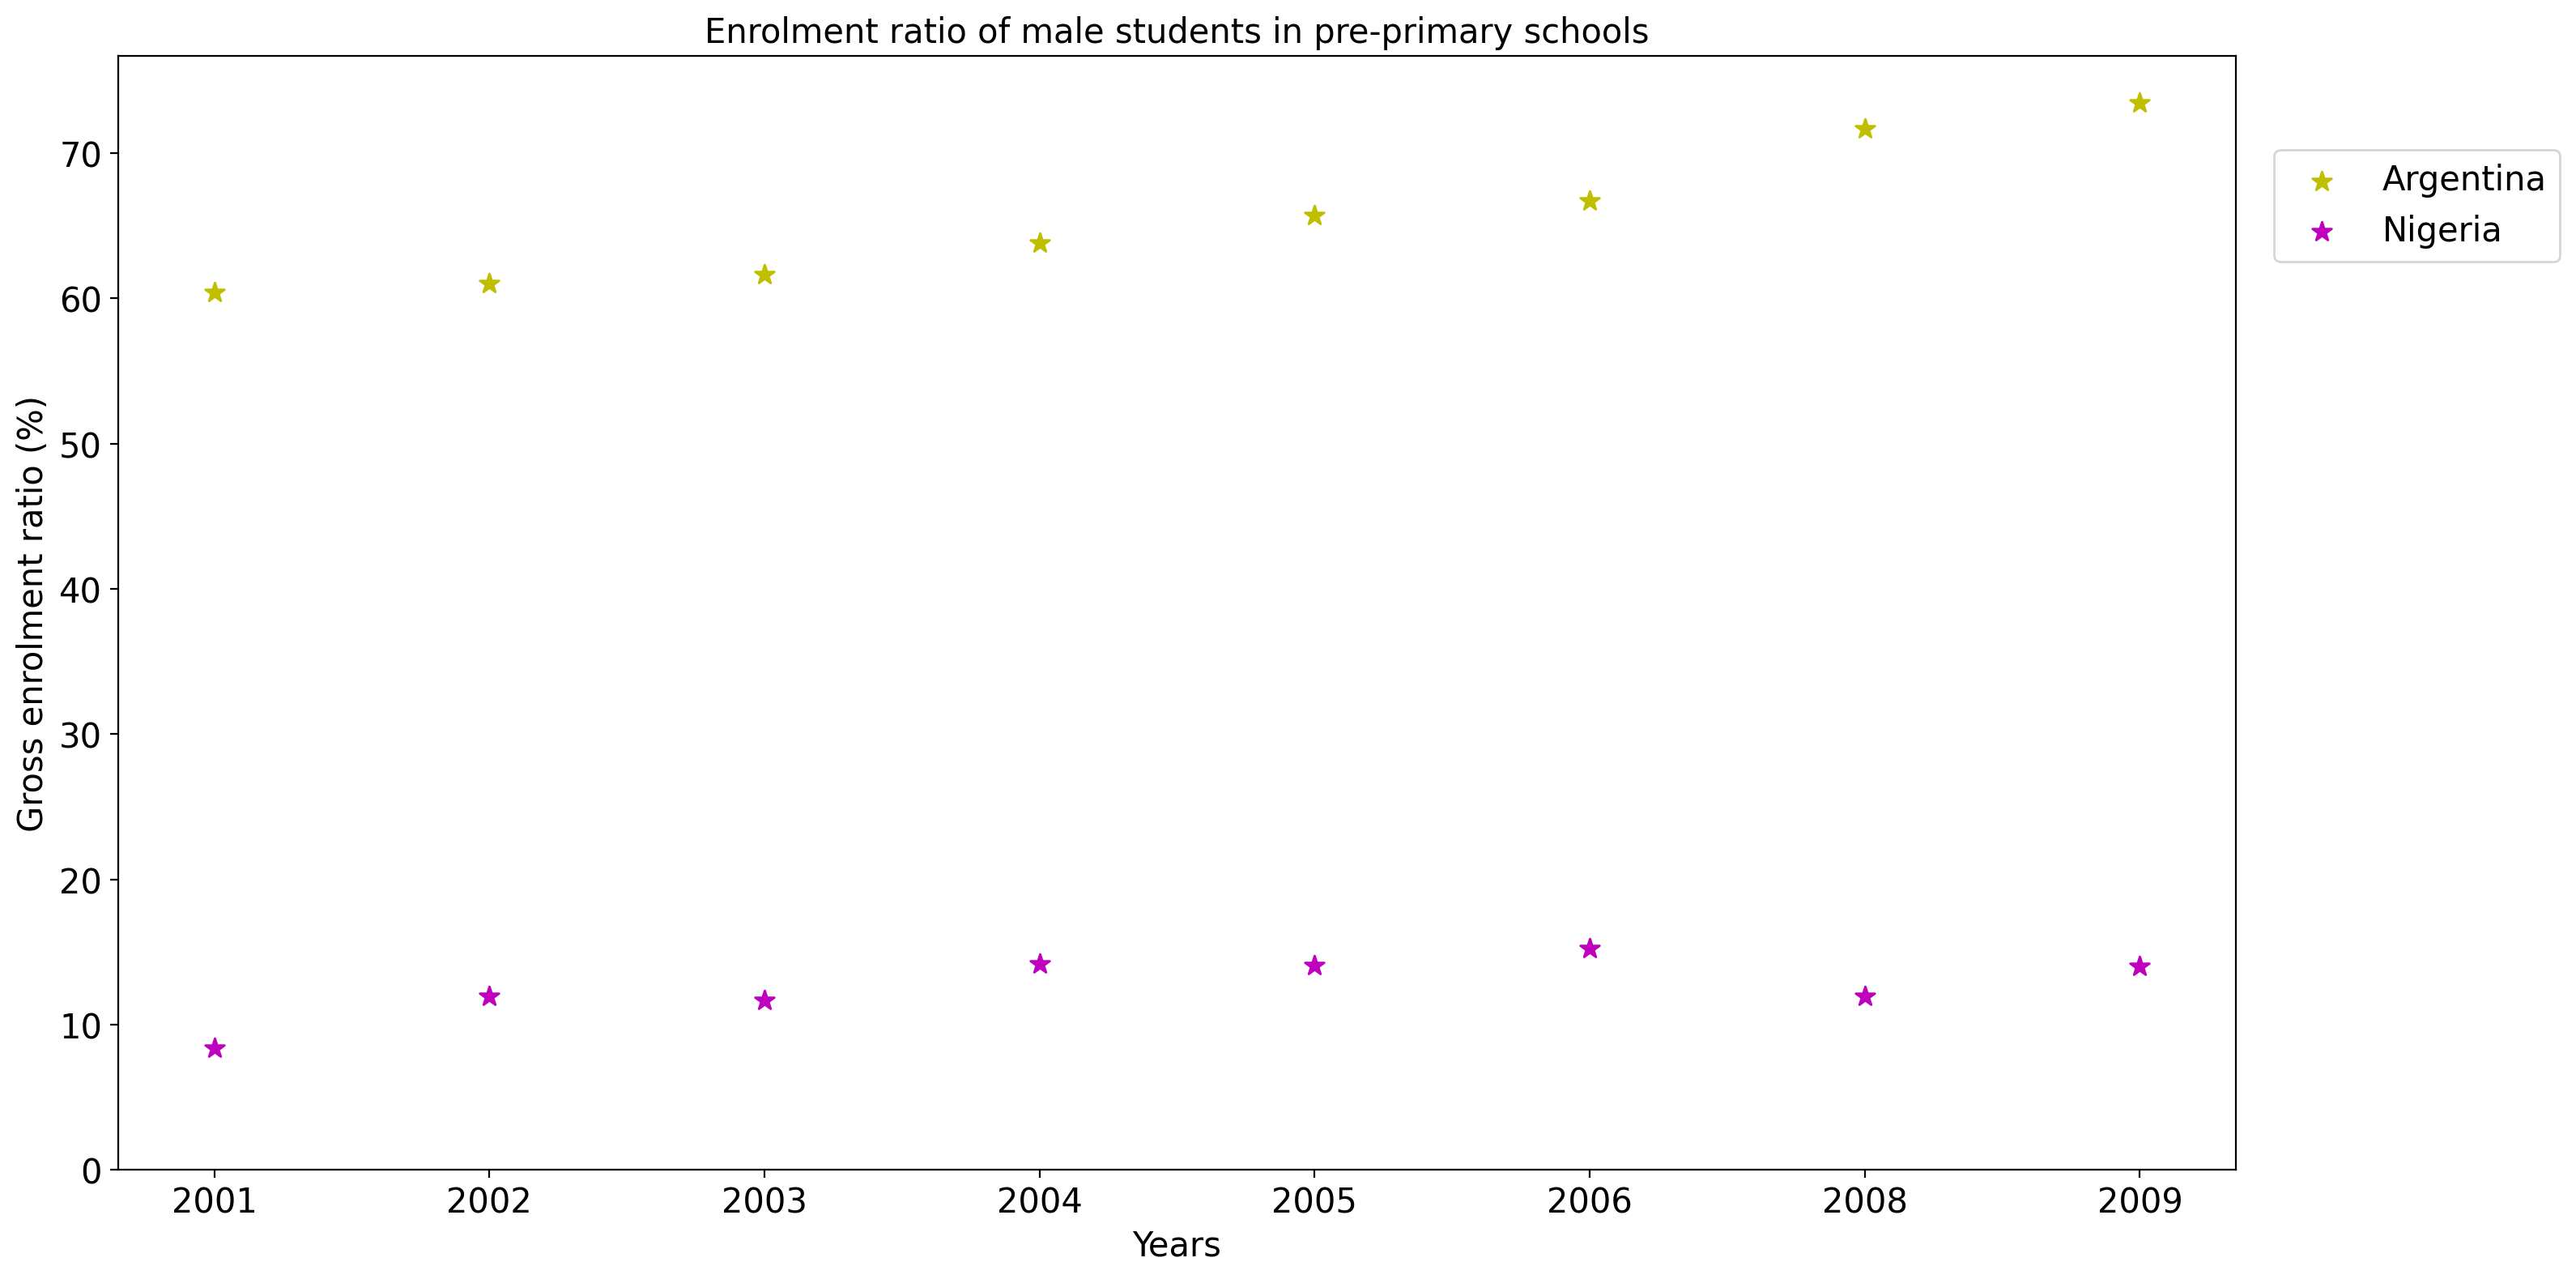 Enrolment ratio of male students in pre-primary schools
Gross enrolment ratio (%)
70
60
50
40
30
20
10
0
2001 2002 2003 2004 2005 2006 2008 2009
Years
Argentina
Nigeria